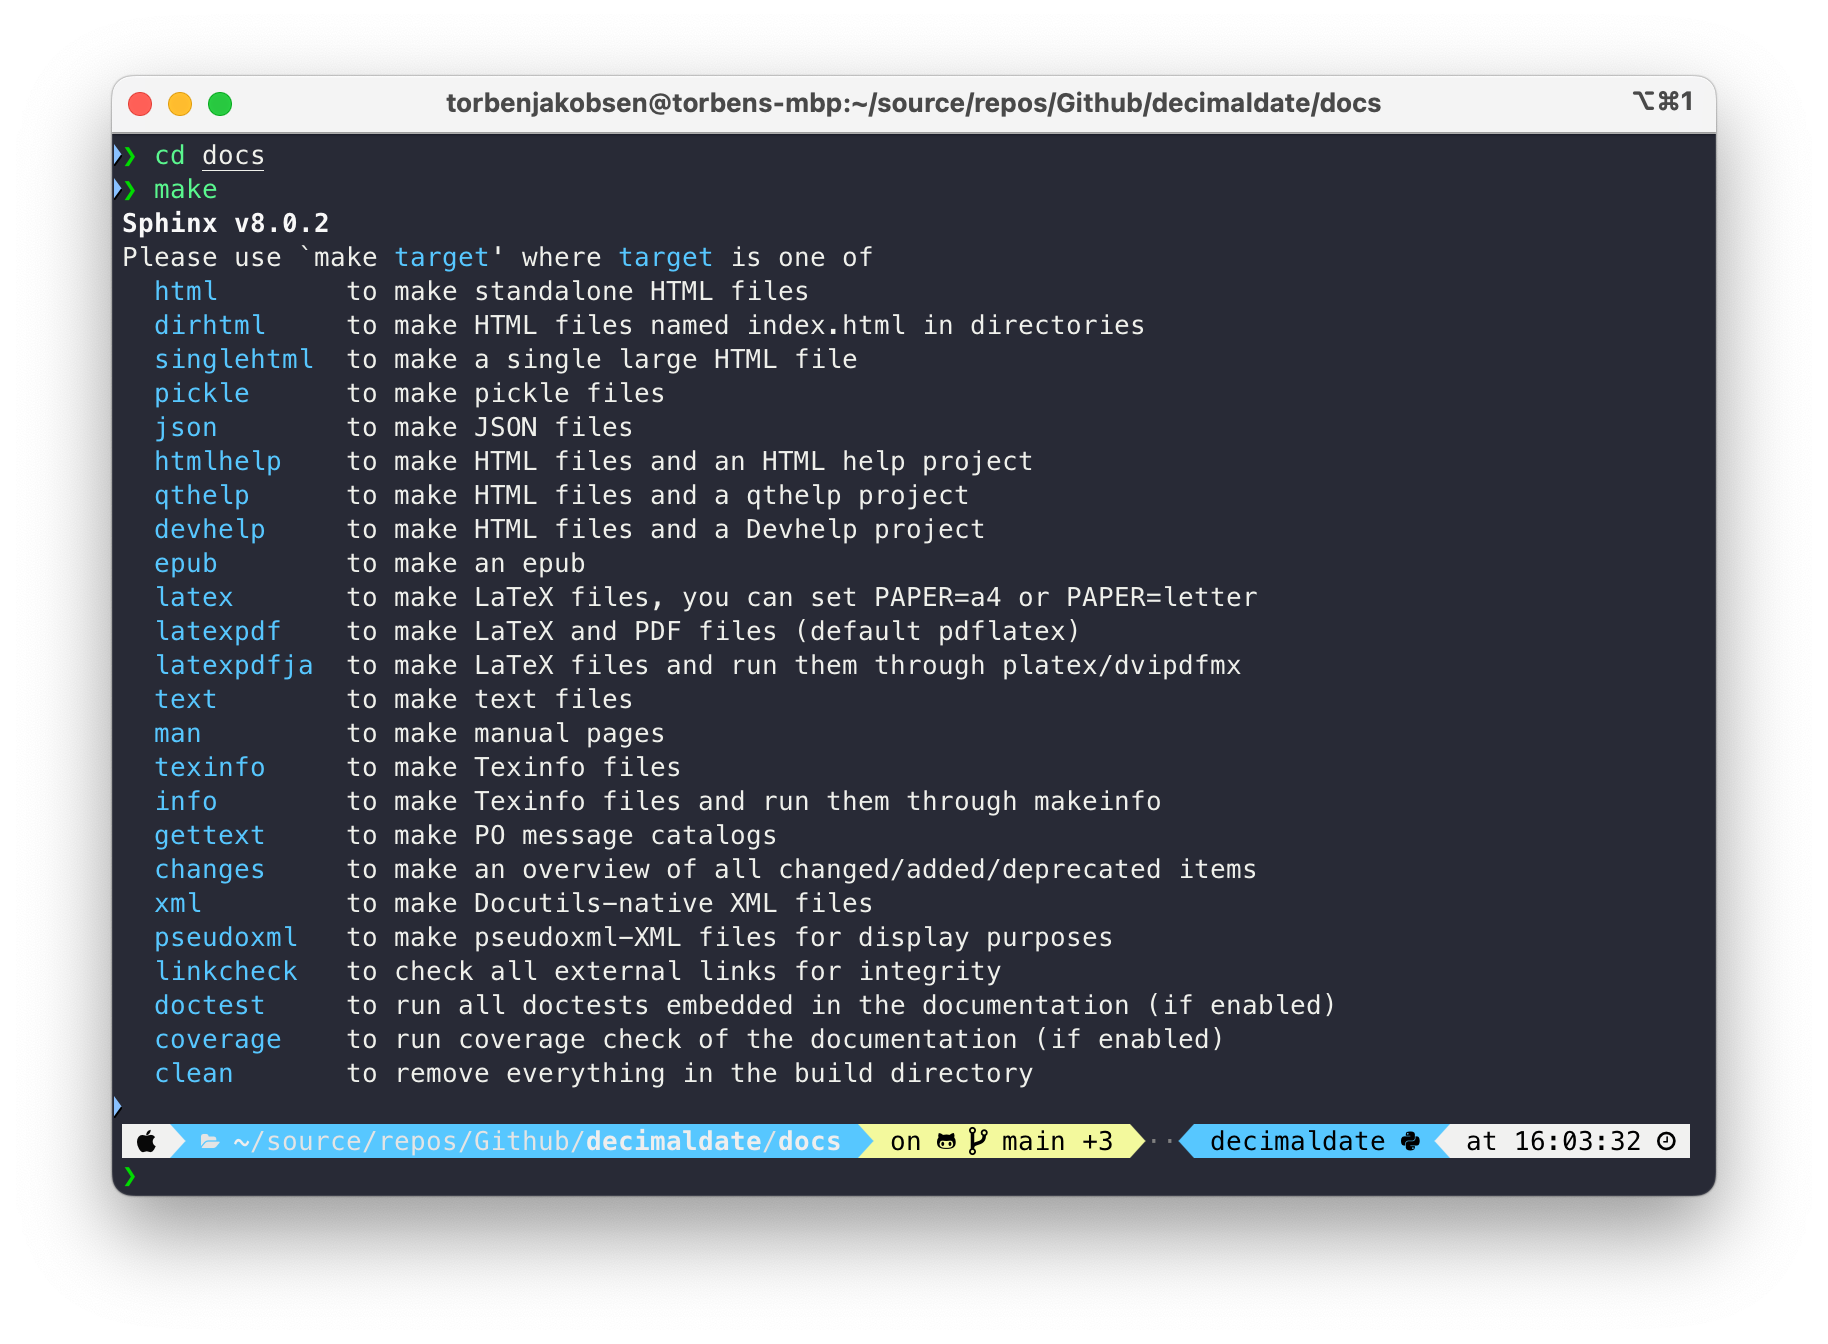 torbenjakobsen@torbens-mbp:~/source/repos/Github/decimaldate/docs ⌥⌘1
❯ cd docs
❯ make
Sphinx v8.0.2
Please use `make target' where target is one of
  html        to make standalone HTML files
  dirhtml     to make HTML files named index.html in directories
  singlehtml  to make a single large HTML file
  pickle      to make pickle files
  json        to make JSON files
  htmlhelp    to make HTML files and an HTML help project
  qthelp      to make HTML files and a qthelp project
  devhelp     to make HTML files and a Devhelp project
  epub        to make an epub
  latex       to make LaTeX files, you can set PAPER=a4 or PAPER=letter
  latexpdf    to make LaTeX and PDF files (default pdflatex)
  latexpdfja  to make LaTeX files and run them through platex/dvipdfmx
  text        to make text files
  man         to make manual pages
  texinfo     to make Texinfo files
  info        to make Texinfo files and run them through makeinfo
  gettext     to make PO message catalogs
  changes     to make an overview of all changed/added/deprecated items
  xml         to make Docutils-native XML files
  pseudoxml   to make pseudoxml-XML files for display purposes
  linkcheck   to check all external links for integrity
  doctest     to run all doctests embedded in the documentation (if enabled)
  coverage    to run coverage check of the documentation (if enabled)
  clean       to remove everything in the build directory
~/source/repos/Github/decimaldate/docs on main +3 ·· decimaldate at 16:03:32
❯